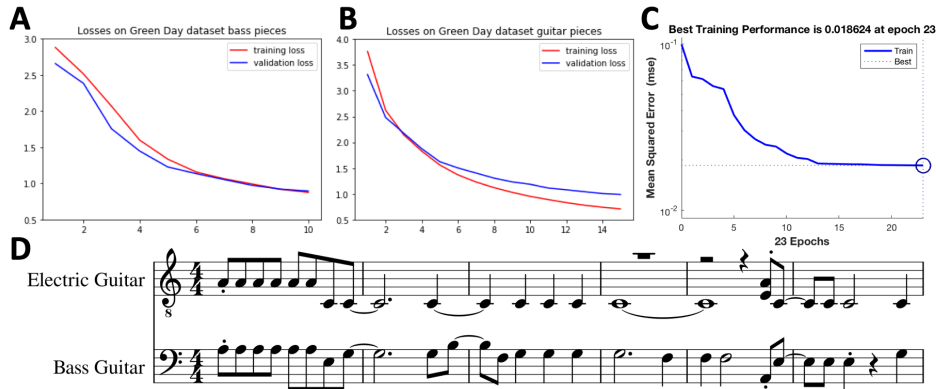 A
Losses on Green Day dataset bass pieces
training loss
validation loss
3.0
2.5
2.0
1.5
1.0
0.5
2 4 6 8 10
B
Losses on Green Day dataset guitar pieces
training loss
validation loss
4.0
3.5
3.0
2.5
2.0
1.5
1.0
0.5
2 4 6 8 10 12 14
C
Best Training Performance is 0.018624 at epoch 23
Train
Best
Mean Squared Error (mse)
10-1
10-2
0 5 10 15 20
23 Epochs
D
Electric Guitar
4
4
8
Bass Guitar
4
4